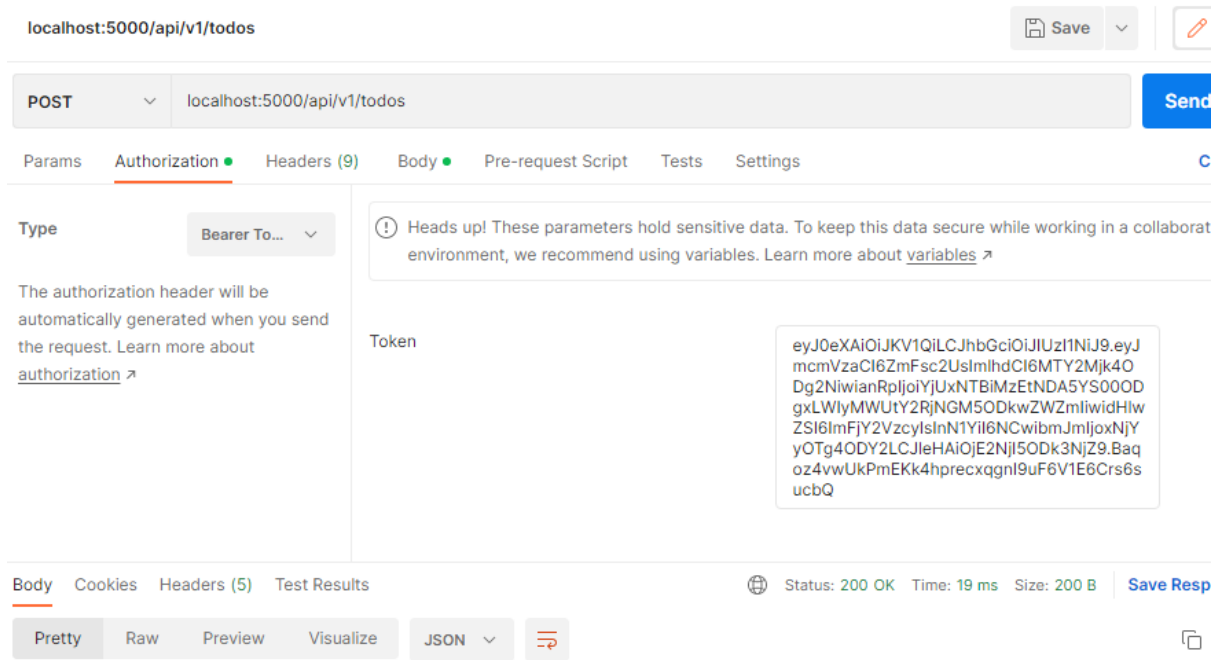 localhost:5000/api/v1/todos
Save
POST
localhost:5000/api/v1/todos
Send
Params Authorization Headers (9) Body Pre-request Script Tests Settings
C
Type
Bearer To...
Heads up! These parameters hold sensitive data. To keep this data secure while working in a collaborat
environment, we recommend using variables. Learn more about variables ↗
The authorization header will be
automatically generated when you send
the request. Learn more about
authorization ↗
Token
eyJ0eXAiOiJKV1QiLCJhbGciOiJIUzI1NiJ9.eyJ
mcmVzaCI6ZmFsc2UsImlhdCI6MTY2Mjk4O
Dg2NiwianRpIjoiYjUxNTBiMzEtNDA5YS00OD
gxLWIyMWUtY2RjNGM5ODkwZWZmIiwidHlw
ZSI6ImFjY2VzcyIsInN1YiI6NCwibmJmIjoxNjY
yOTg4ODY2LCJleHAiOjE2NjI5ODk3NjZ9.Baq
oz4vwUkPmEKk4hprecxqgnI9uF6V1E6Crs6s
ucbQ
Body Cookies Headers (5) Test Results
Status: 200 OK Time: 19 ms Size: 200 B Save Resp
Pretty Raw Preview Visualize JSON